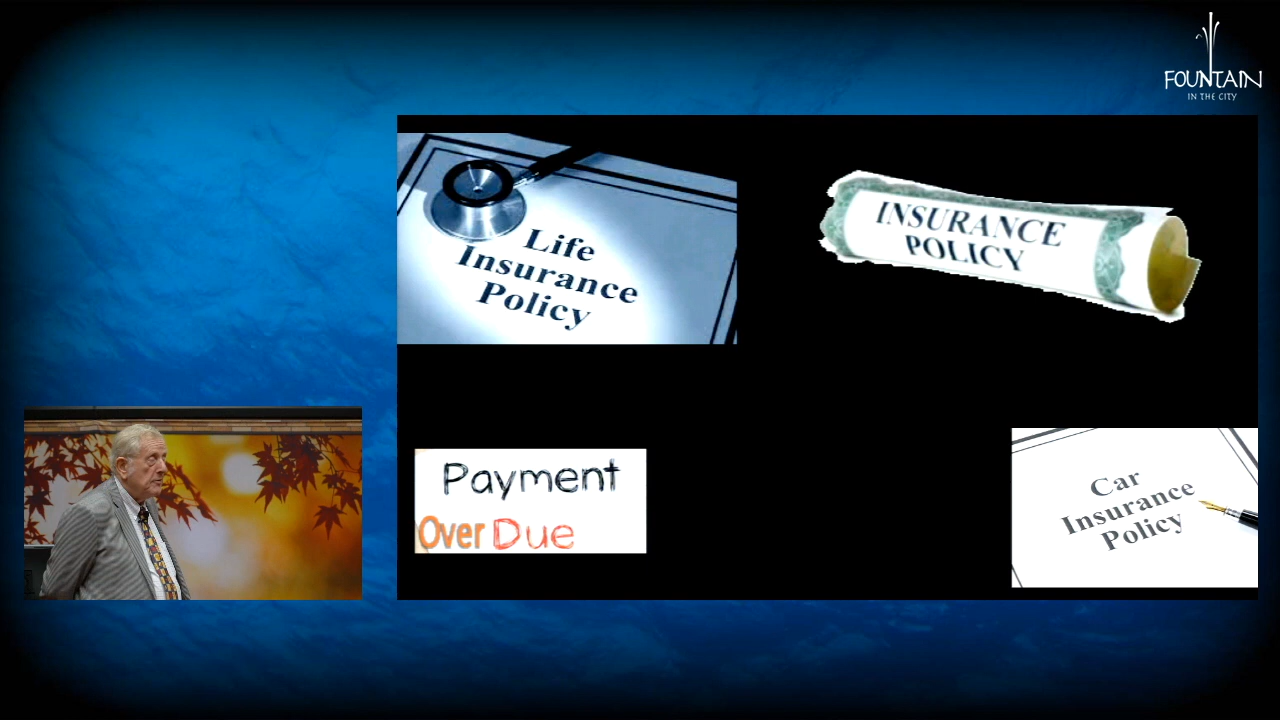 FOUNTAIN
IN THE CITY
Life
Insurance
Policy
INSURANCE
POLICY
Payment
Over Due
Car
Insurance
Policy